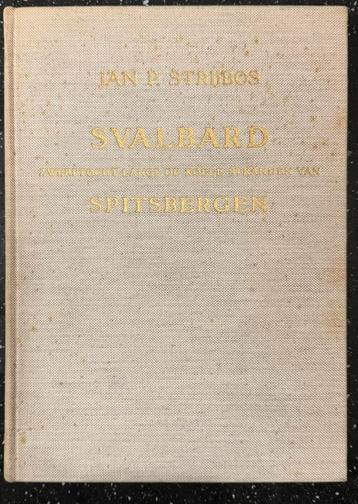 JAN P. STRIJBOS
SVALBARD
ZWERFTOCHT LANGS DE KOUDE STRANDEN VAN
SPITSBERGEN